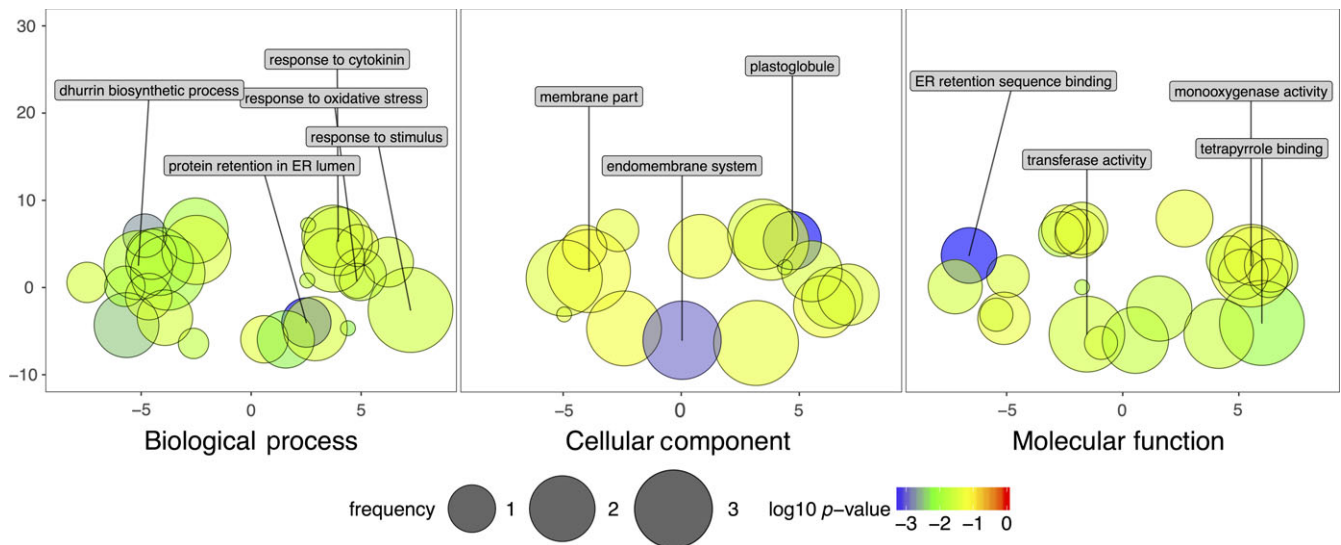 30
20
10
0
−10
response to cytokinin
dhurrin biosynthetic process
response to oxidative stress
response to stimulus
protein retention in ER lumen
−5 0 5
Biological process
plastoglobule
membrane part
endomembrane system
−5 0 5
Cellular component
ER retention sequence binding
monooxygenase activity
transferase activity
tetrapyrrole binding
−5 0 5
Molecular function
frequency 1 2 3 log10 p−value
−3 −2 −1 0